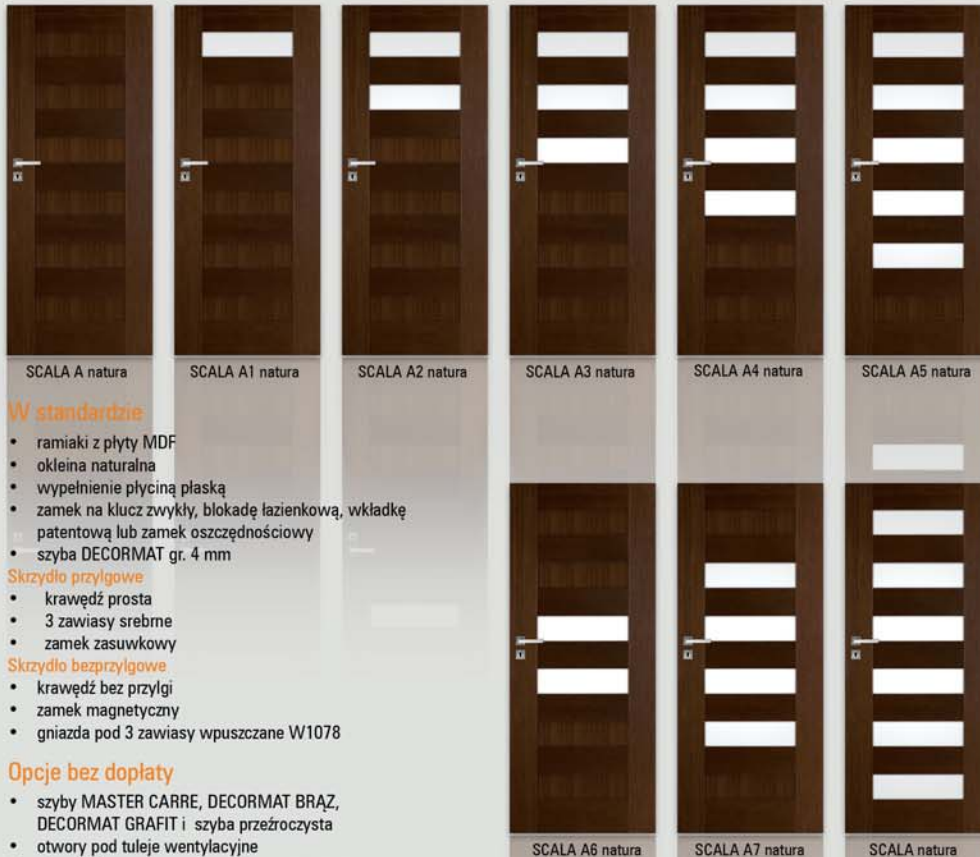 SCALA A natura
SCALA A1 natura
SCALA A2 natura
SCALA A3 natura
SCALA A4 natura
SCALA A5 natura
W standardzie
• ramiaki z płyty MDF
• okleina naturalna
• wypełnienie płyciną płaską
• zamek na klucz zwykły, blokadę łazienkową, wkładkę
patentową lub zamek oszczędnościowy
• szyba DECORMAT gr. 4 mm
Skrzydło przylgowe
• krawędź prosta
• 3 zawiasy srebrne
• zamek zasuwkowy
Skrzydło bezprzylgowe
• krawędź bez przylgi
• zamek magnetyczny
• gniazda pod 3 zawiasy wpuszczane W1078
Opcje bez dopłaty
• szyby MASTER CARRE, DECORMAT BRĄZ,
DECORMAT GRAFIT i szyba przeźroczysta
• otwory pod tuleje wentylacyjne
SCALA A6 natura
SCALA A7 natura
SCALA natura